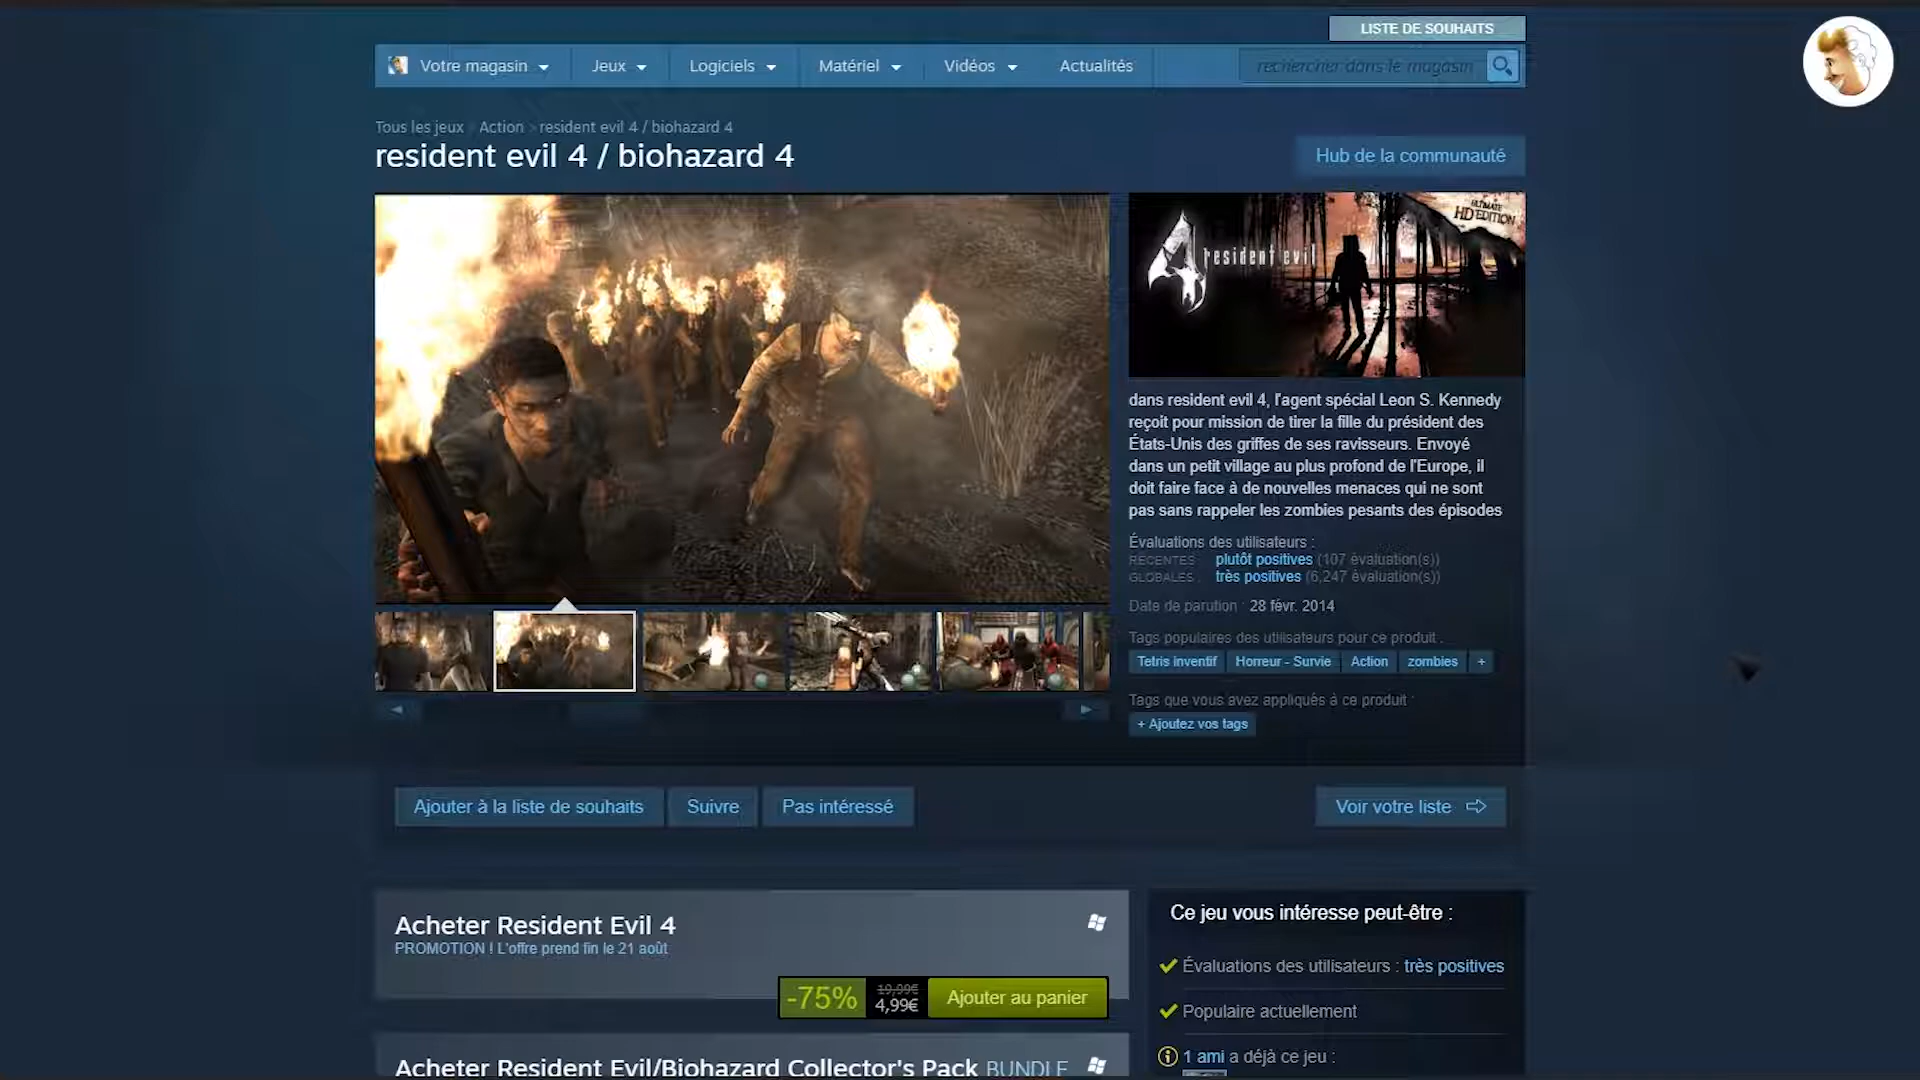 LISTE DE SOUHAITS
Votre magasin Jeux Logiciels Matériel Vidéos Actualités rechercher dans le magasin
Tous les jeux > Action > resident evil 4 / biohazard 4
resident evil 4 / biohazard 4
Hub de la communauté
ULTIMATE
HD EDITION
4 resident evil
dans resident evil 4, l'agent spécial Leon S. Kennedy
reçoit pour mission de tirer la fille du président des
États-Unis des griffes de ses ravisseurs. Envoyé
dans un petit village au plus profond de l'Europe, il
doit faire face à de nouvelles menaces qui ne sont
pas sans rappeler les zombies pesants des épisodes
Évaluations des utilisateurs :
RÉCENTES : plutôt positives (107 évaluation(s))
GLOBALES : très positives (6,247 évaluation(s))
Date de parution : 28 févr. 2014
Tags populaires des utilisateurs pour ce produit :
Tetris inventif Horreur - Survie Action zombies +
Tags que vous avez appliqués à ce produit :
+ Ajoutez vos tags
Ajouter à la liste de souhaits Suivre Pas intéressé Voir votre liste
Acheter Resident Evil 4
PROMOTION ! L'offre prend fin le 21 août
-75% 19,99€ 4,99€ Ajouter au panier
Acheter Resident Evil/Biohazard Collector's Pack BUNDLE
Ce jeu vous intéresse peut-être :
Évaluations des utilisateurs : très positives
Populaire actuellement
1 ami a déjà ce jeu :